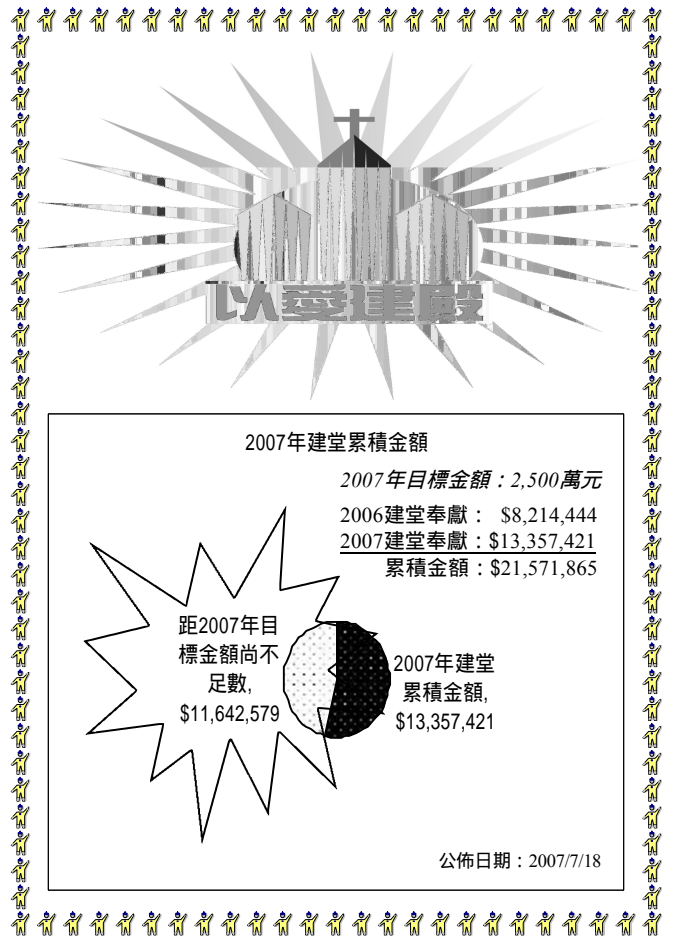 以愛建殿
2007年建堂累積金額
2007年目標金額：2,500萬元
2006建堂奉獻： $8,214,444
2007建堂奉獻：$13,357,421
累積金額：$21,571,865
距2007年目
標金額尚不
足數,
$11,642,579
2007年建堂
累積金額,
$13,357,421
公佈日期：2007/7/18